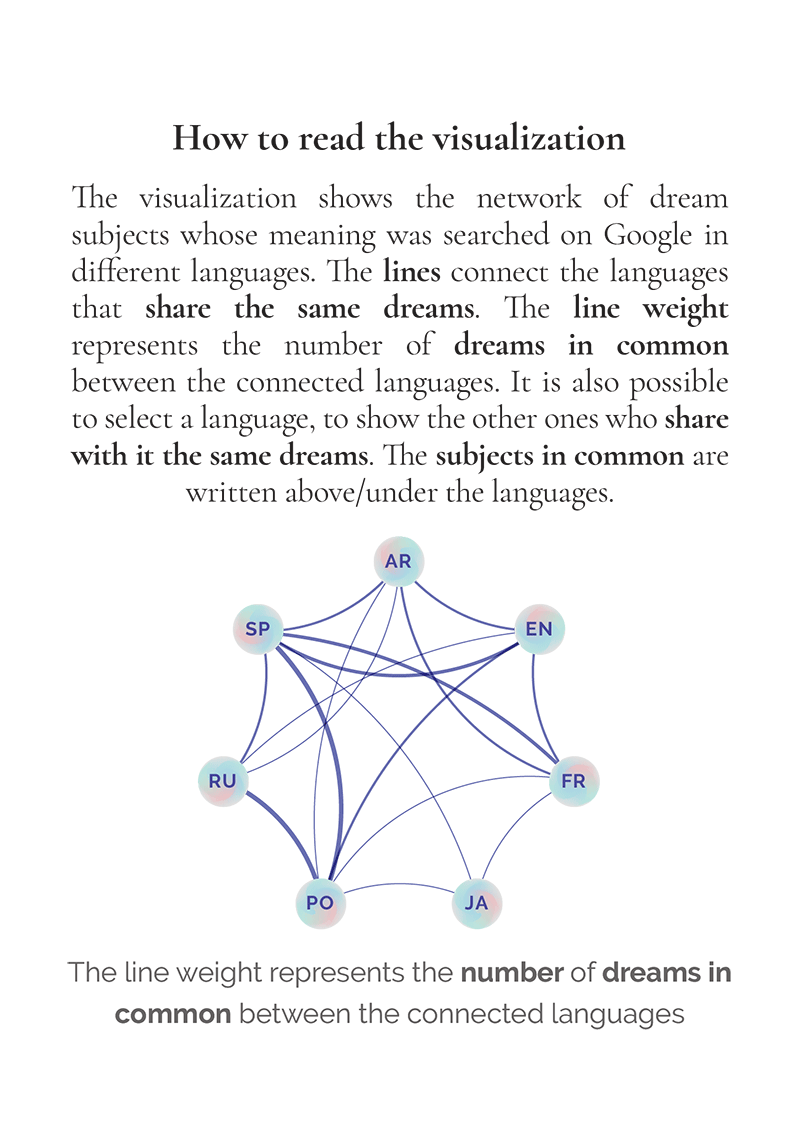 How to read the visualization
The visualization shows the network of dream
subjects whose meaning was searched on Google in
different languages. The lines connect the languages
that share the same dreams. The line weight
represents the number of dreams in common
between the connected languages. It is also possible
to select a language, to show the other ones who share
with it the same dreams. The subjects in common are
written above/under the languages.
AR
SP
EN
RU
FR
PO
JA
The line weight represents the number of dreams in
common between the connected languages